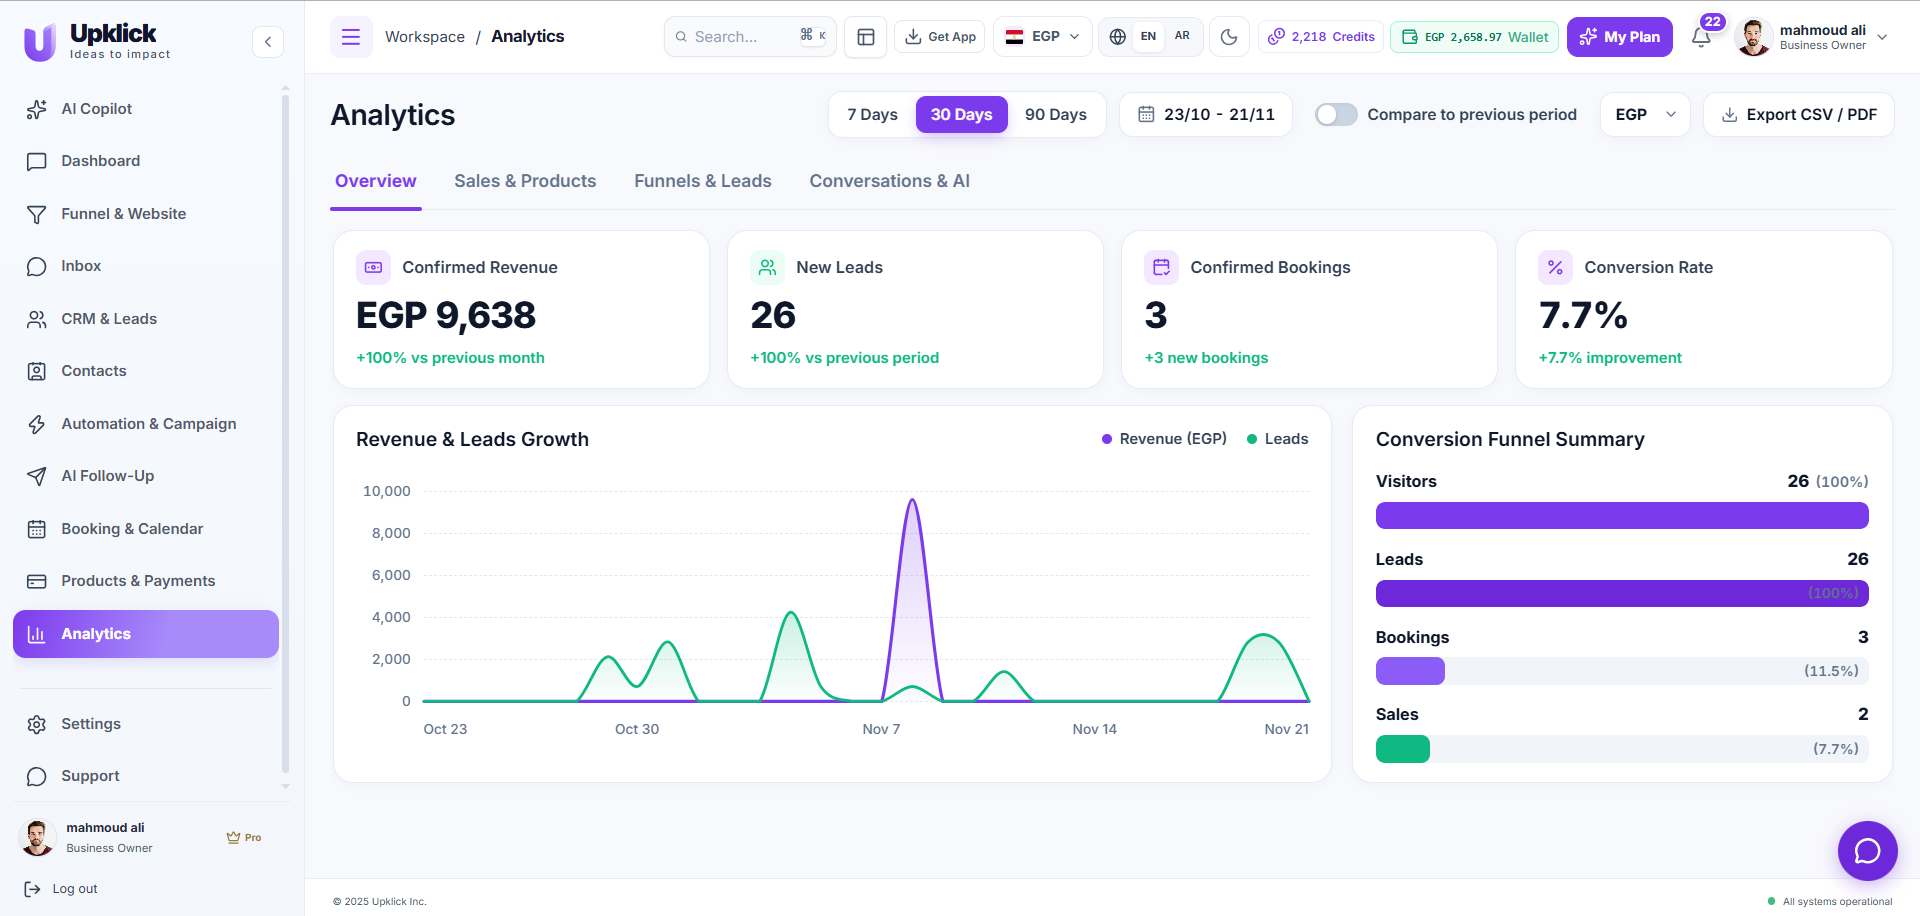 Upklick
Ideas to impact
AI Copilot
Dashboard
Funnel & Website
Inbox
CRM & Leads
Contacts
Automation & Campaign
AI Follow-Up
Booking & Calendar
Products & Payments
Analytics
Settings
Support
mahmoud ali
Business Owner
Pro
Log out
Workspace / Analytics
Search... ⌘ K
Get App
EGP
EN AR
2,218 Credits
EGP 2,658.97 Wallet
My Plan
22
mahmoud ali
Business Owner
Analytics
7 Days 30 Days 90 Days
23/10 - 21/11
Compare to previous period
EGP
Export CSV / PDF
Overview Sales & Products Funnels & Leads Conversations & AI
Confirmed Revenue
EGP 9,638
+100% vs previous month
New Leads
26
+100% vs previous period
Confirmed Bookings
3
+3 new bookings
Conversion Rate
7.7%
+7.7% improvement
Revenue & Leads Growth
Revenue (EGP) Leads
10,000
8,000
6,000
4,000
2,000
0
Oct 23 Oct 30 Nov 7 Nov 14 Nov 21
Conversion Funnel Summary
Visitors 26 (100%)
Leads 26
(100%)
Bookings 3
(11.5%)
Sales 2
(7.7%)
© 2025 Upklick Inc.
All systems operational